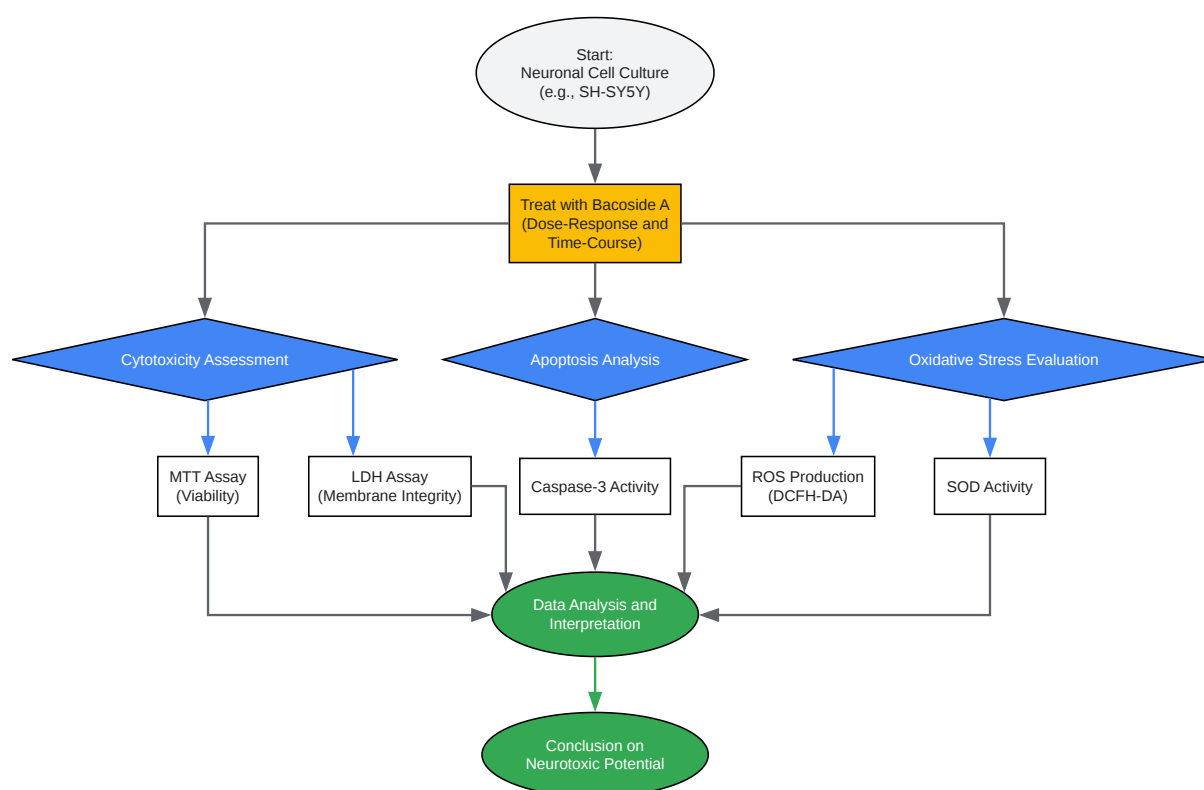 Start:
Neuronal Cell Culture
(e.g., SH-SY5Y)
Treat with Bacoside A
(Dose-Response and
Time-Course)
Cytotoxicity Assessment
Apoptosis Analysis
Oxidative Stress Evaluation
MTT Assay
(Viability)
LDH Assay
(Membrane Integrity)
Caspase-3 Activity
ROS Production
(DCFH-DA)
SOD Activity
Data Analysis and
Interpretation
Conclusion on
Neurotoxic Potential